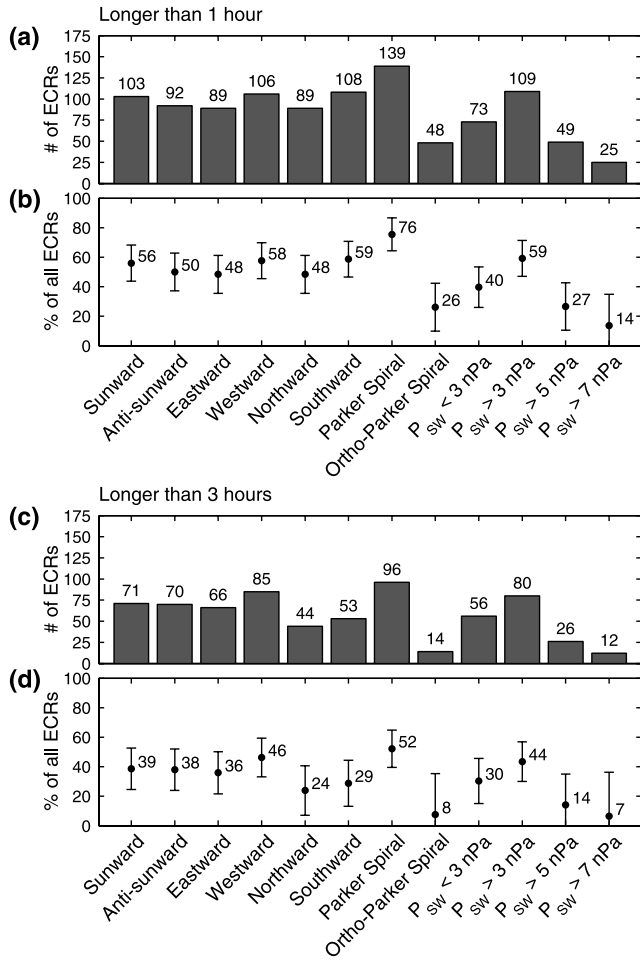 Longer than 1 hour
(a)
# of ECRs
175
150
125
100
75
50
25
0
103 92 89 106 89 108 139 48 73 109 49 25
(b)
% of all ECRs
100
80
60
40
20
0
56 50 48 58 48 59 76 26 40 59 27 14
Sunward
Anti-sunward
Eastward
Westward
Northward
Southward
Parker Spiral
Ortho-Parker Spiral
P SW < 3 nPa
P SW > 3 nPa
P SW > 5 nPa
P SW > 7 nPa
Longer than 3 hours
(c)
# of ECRs
175
150
125
100
75
50
25
0
71 70 66 85 44 53 96 14 56 80 26 12
(d)
% of all ECRs
100
80
60
40
20
0
39 38 36 46 24 29 52 8 30 44 14 7
Sunward
Anti-sunward
Eastward
Westward
Northward
Southward
Parker Spiral
Ortho-Parker Spiral
P SW < 3 nPa
P SW > 3 nPa
P SW > 5 nPa
P SW > 7 nPa